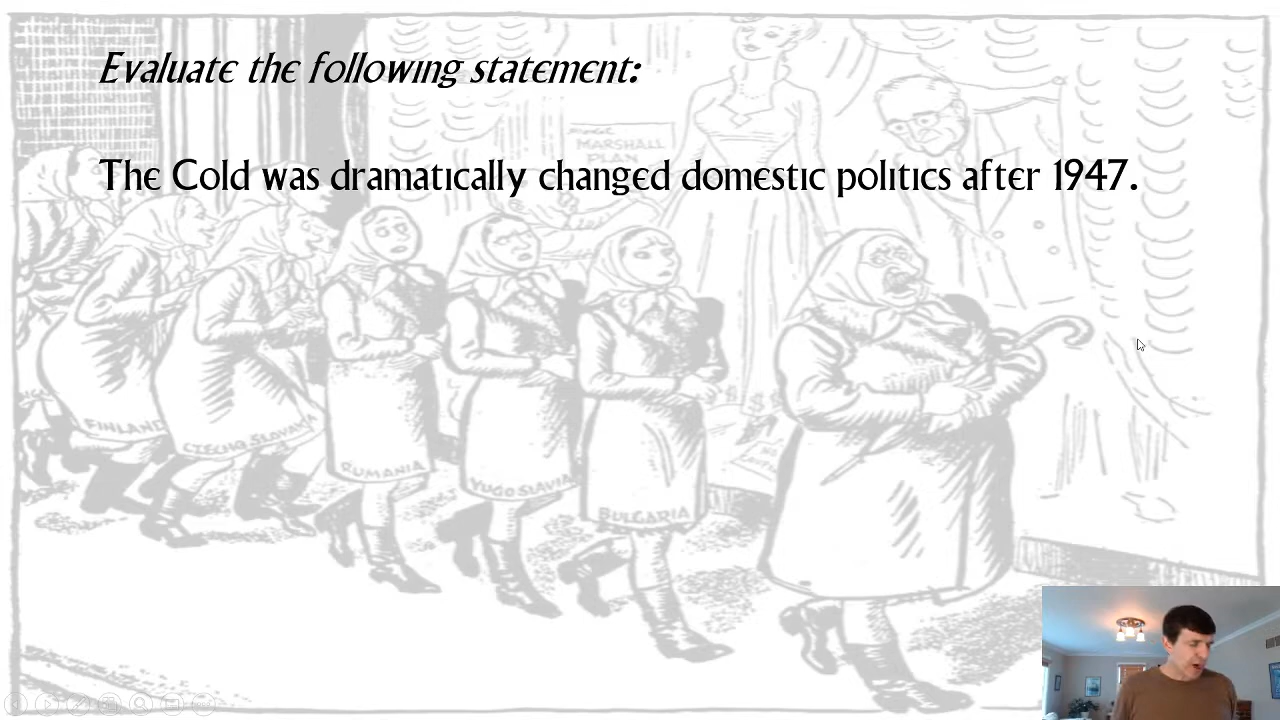 Evaluate the following statement:
The Cold was dramatically changed domestic politics after 1947.
MARSHALL
PLAN
FINLAND
CZECHO SLOVAKI
RUMANIA
YUGO SLAVIA
BULGARIA